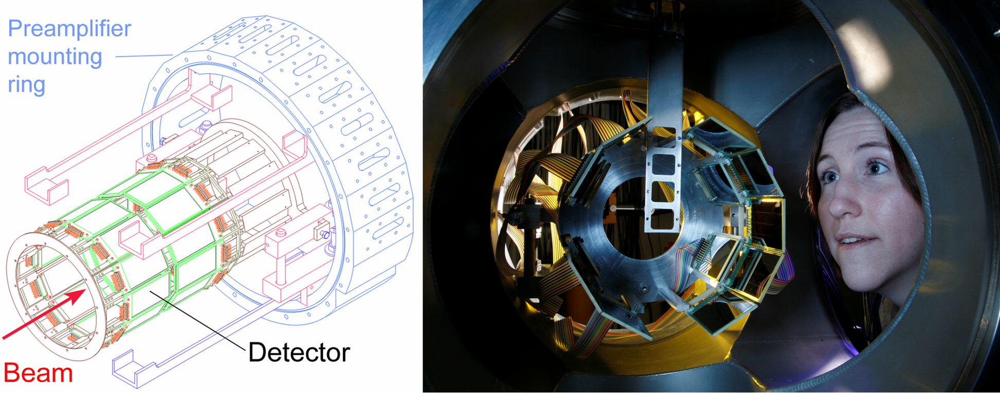 Preamplifier
mounting
ring
Detector
Beam